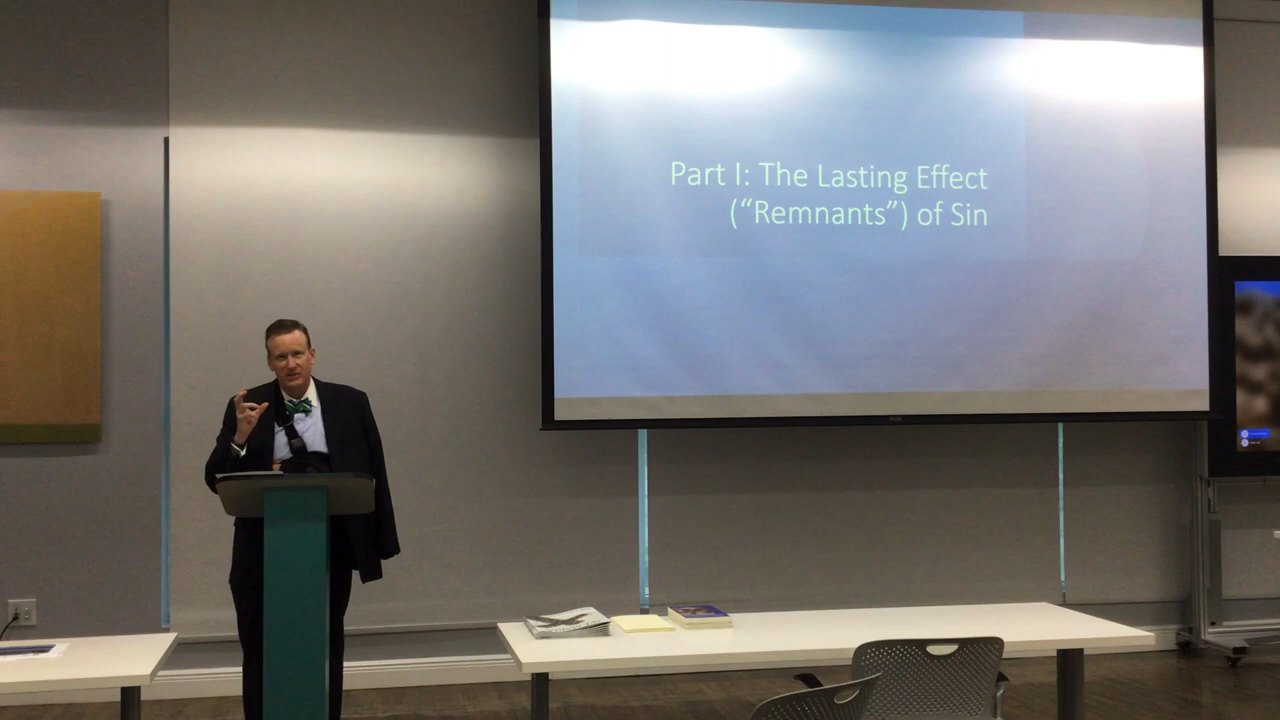 Part I: The Lasting Effect
(“Remnants”) of Sin